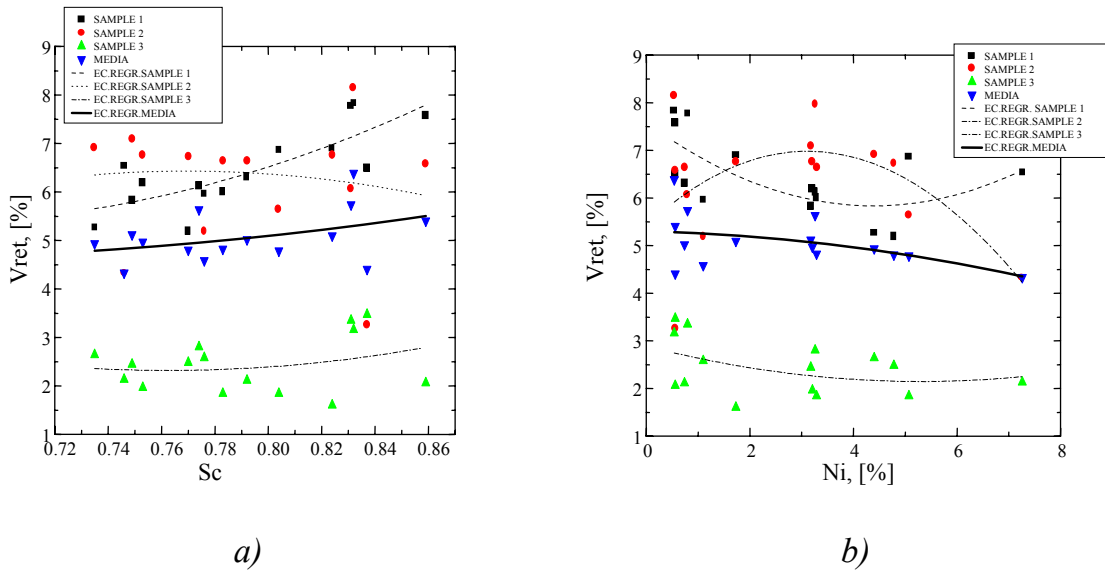 SAMPLE 1
SAMPLE 2
SAMPLE 3
MEDIA
EC.REGR.SAMPLE 1
EC.REGR.SAMPLE 2
EC.REGR.SAMPLE 3
EC.REGR.MEDIA
9
8
7
6
5
4
3
2
1
Vret, [%]
0.72 0.74 0.76 0.78 0.80 0.82 0.84 0.86
Sc
a)
SAMPLE 1
SAMPLE 2
SAMPLE 3
MEDIA
EC.REGR. SAMPLE 1
EC.REGR.SAMPLE 2
EC.REGR.SAMPLE 3
EC.REGR.MEDIA
9
8
7
6
5
4
3
2
1
Vret, [%]
0 2 4 6 8
Ni, [%]
b)